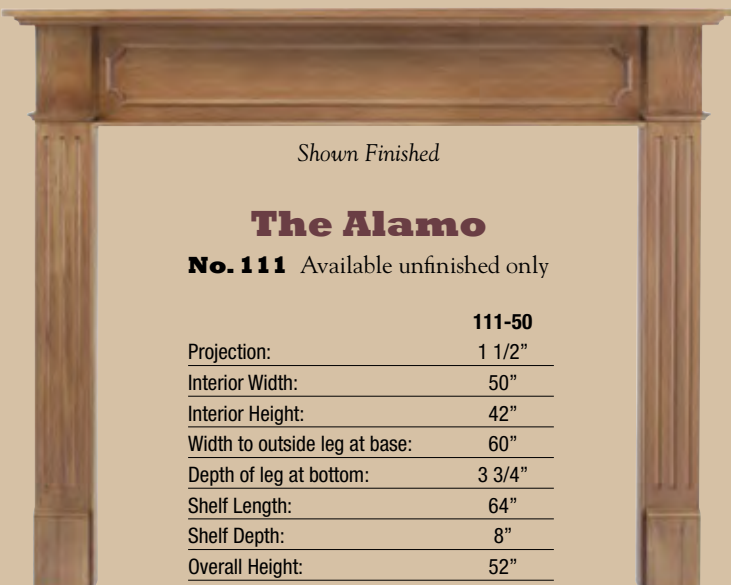 Shown Finished
The Alamo
No. 111 Available unfinished only
111-50
Projection: 1 1/2”
Interior Width: 50”
Interior Height: 42”
Width to outside leg at base: 60”
Depth of leg at bottom: 3 3/4”
Shelf Length: 64”
Shelf Depth: 8”
Overall Height: 52”